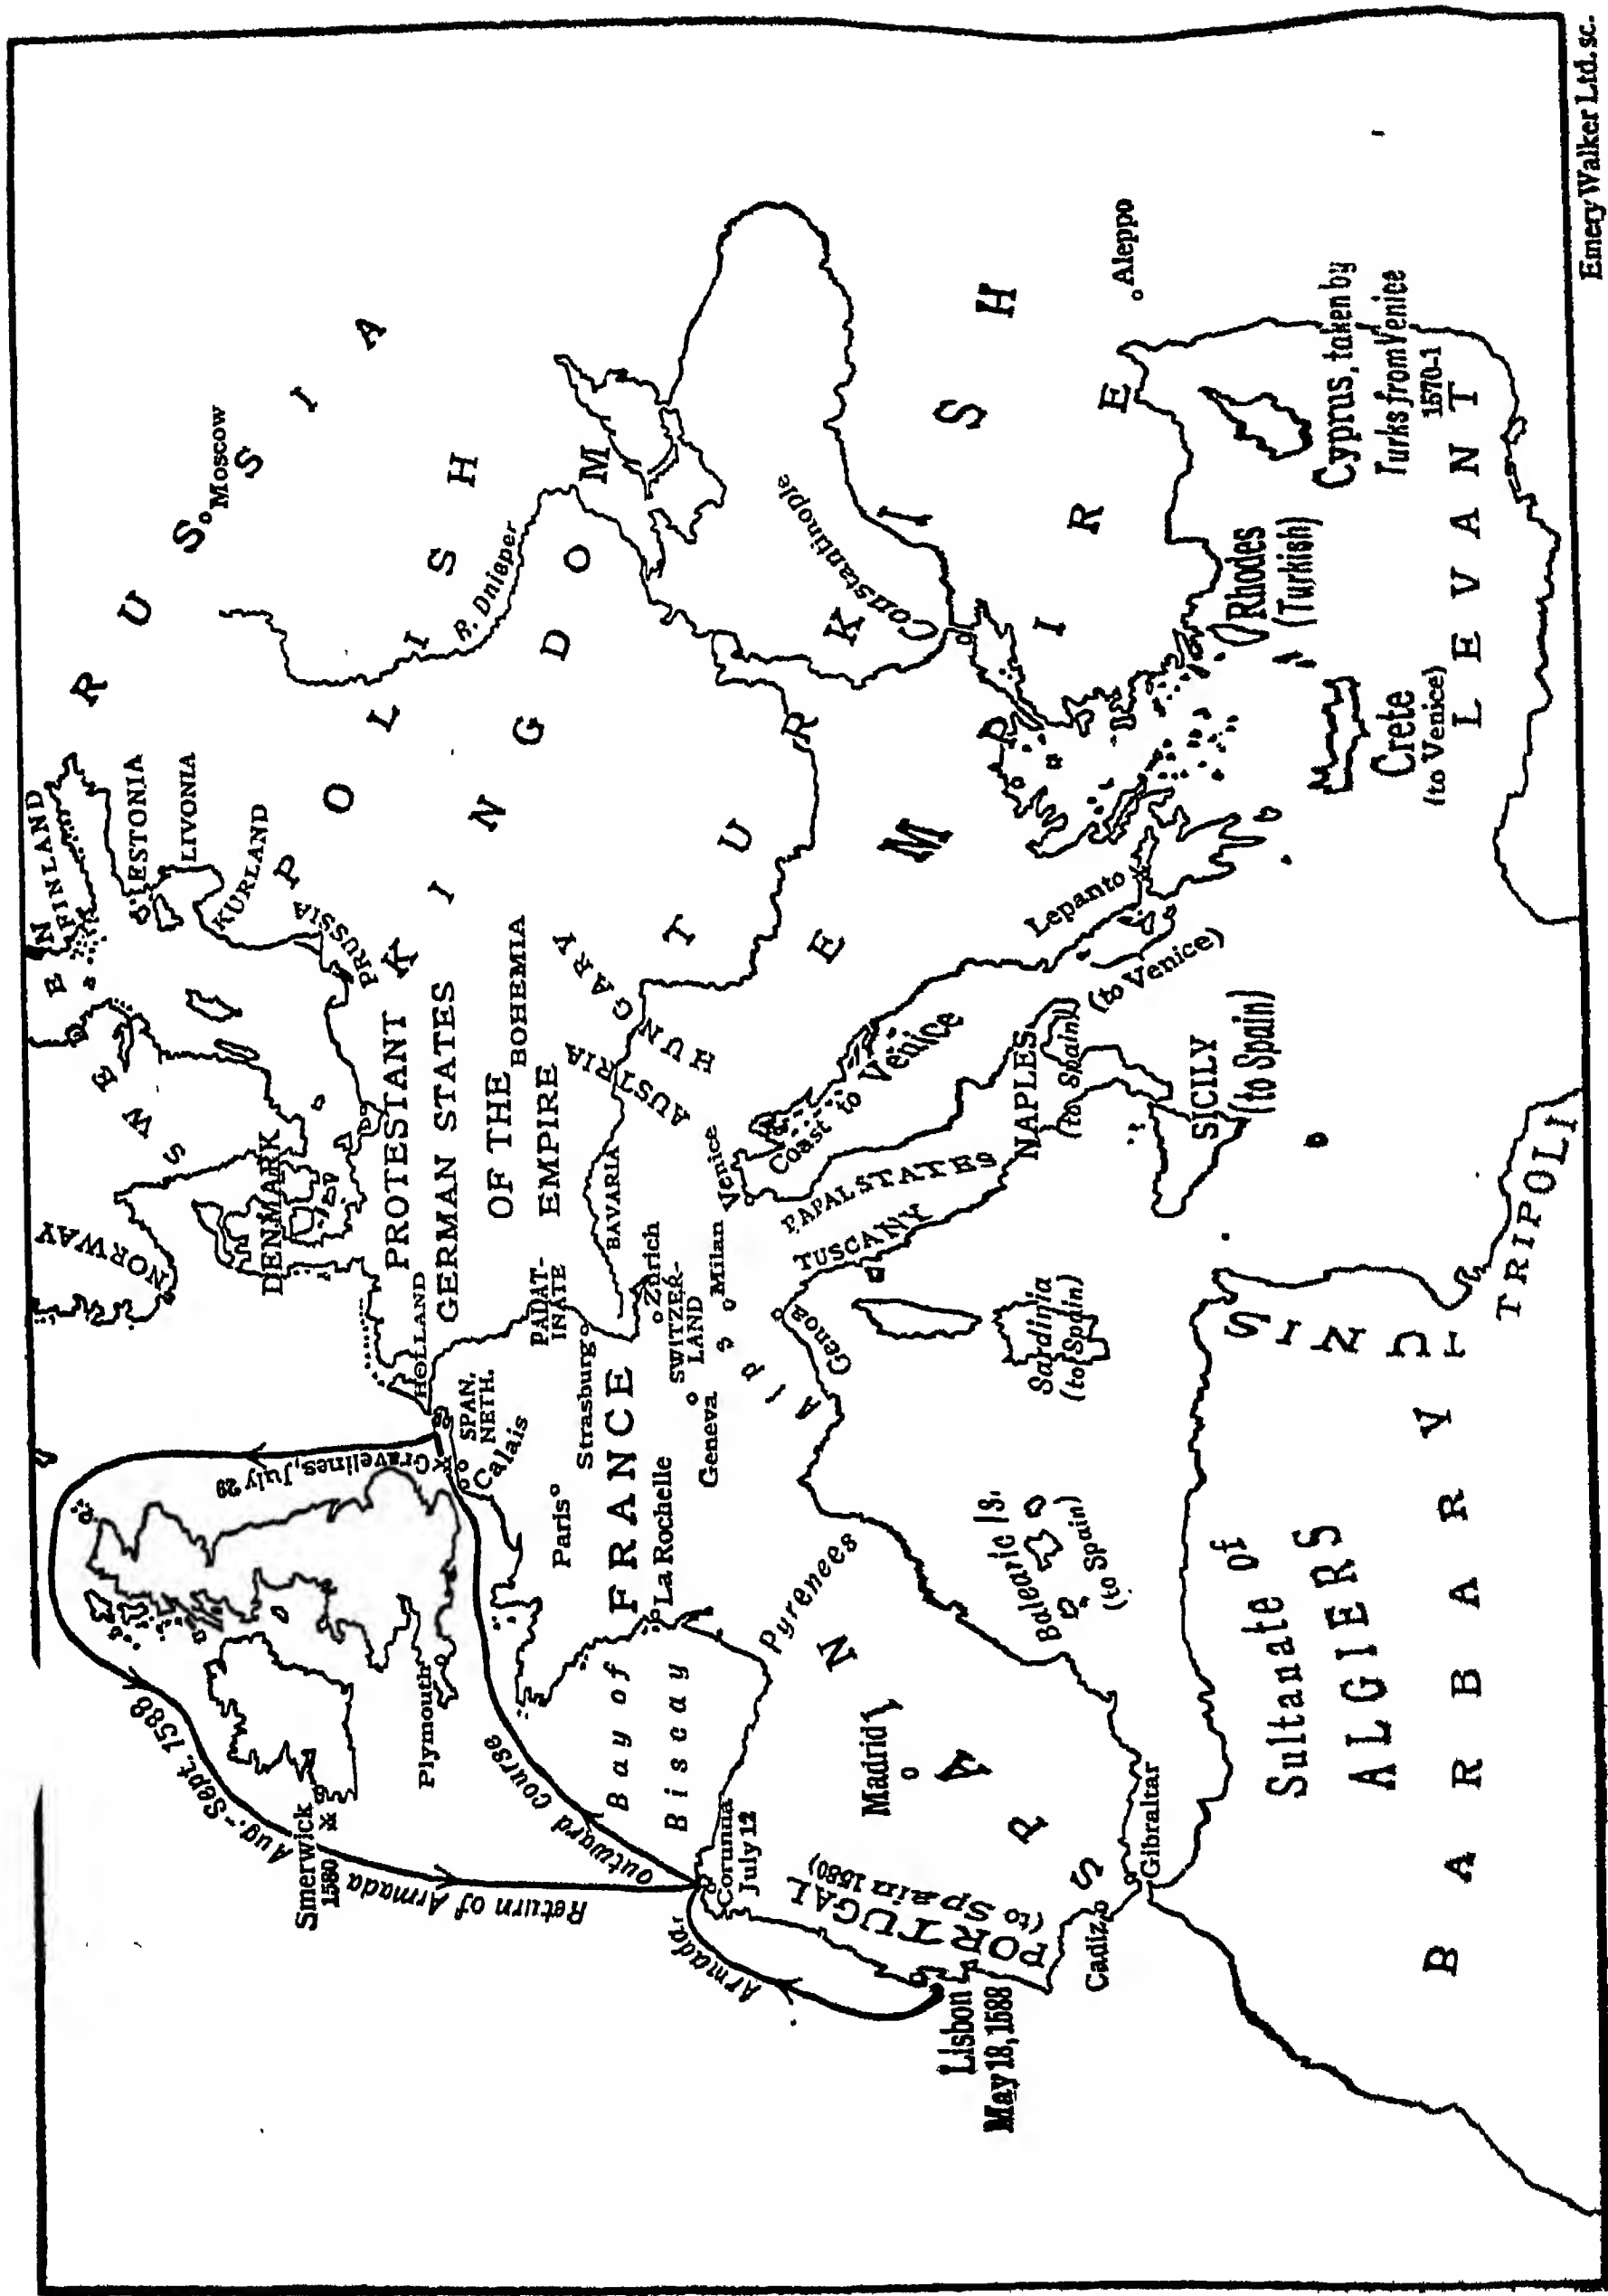 NORWAY
SWEDEN
FINLAND
ESTONIA
LIVONIA
KURLAND
PRUSSIA
RUSSIA
Moscow
DENMARK
POLISH
KINGDOM
R. Dnieper
HOLLAND
PROTESTANT
GERMAN STATES
OF THE
EMPIRE
BOHEMIA
PADAT-
INATE
BAVARIA
AUSTRIA
HUNGARY
SPAN.
NETH.
Calais
Gravelines, July 29
Plymouth
Smerwick
1580
Aug.-Sept. 1588
Return of Armada
Armada's
outward course
Paris
Strasburg
FRANCE
La Rochelle
Zürich
SWITZER-
LAND
Geneva
Milan
Alps
Genoa
Venice
Coast to Venice
PAPAL STATES
TUSCANY
NAPLES
(to Spain)
SICILY
(to Spain)
Sardinia
(to Spain)
Balearic Is.
(to Spain)
Bay of
Biscay
Pyrenees
Corunna
July 12
SPAIN
Madrid
PORTUGAL
(to Spain 1580)
Lisbon
May 18, 1588
Cadiz
Gibraltar
TURKISH
EMPIRE
Constantinople
Lepanto
(to Venice)
Aleppo
Rhodes
(Turkish)
Crete
(to Venice)
Cyprus, taken by
Turks from Venice
1570-1
LEVANT
Sultanate of
ALGIERS
TUNIS
TRIPOLI
BARBARY
Emery Walker Ltd. sc.